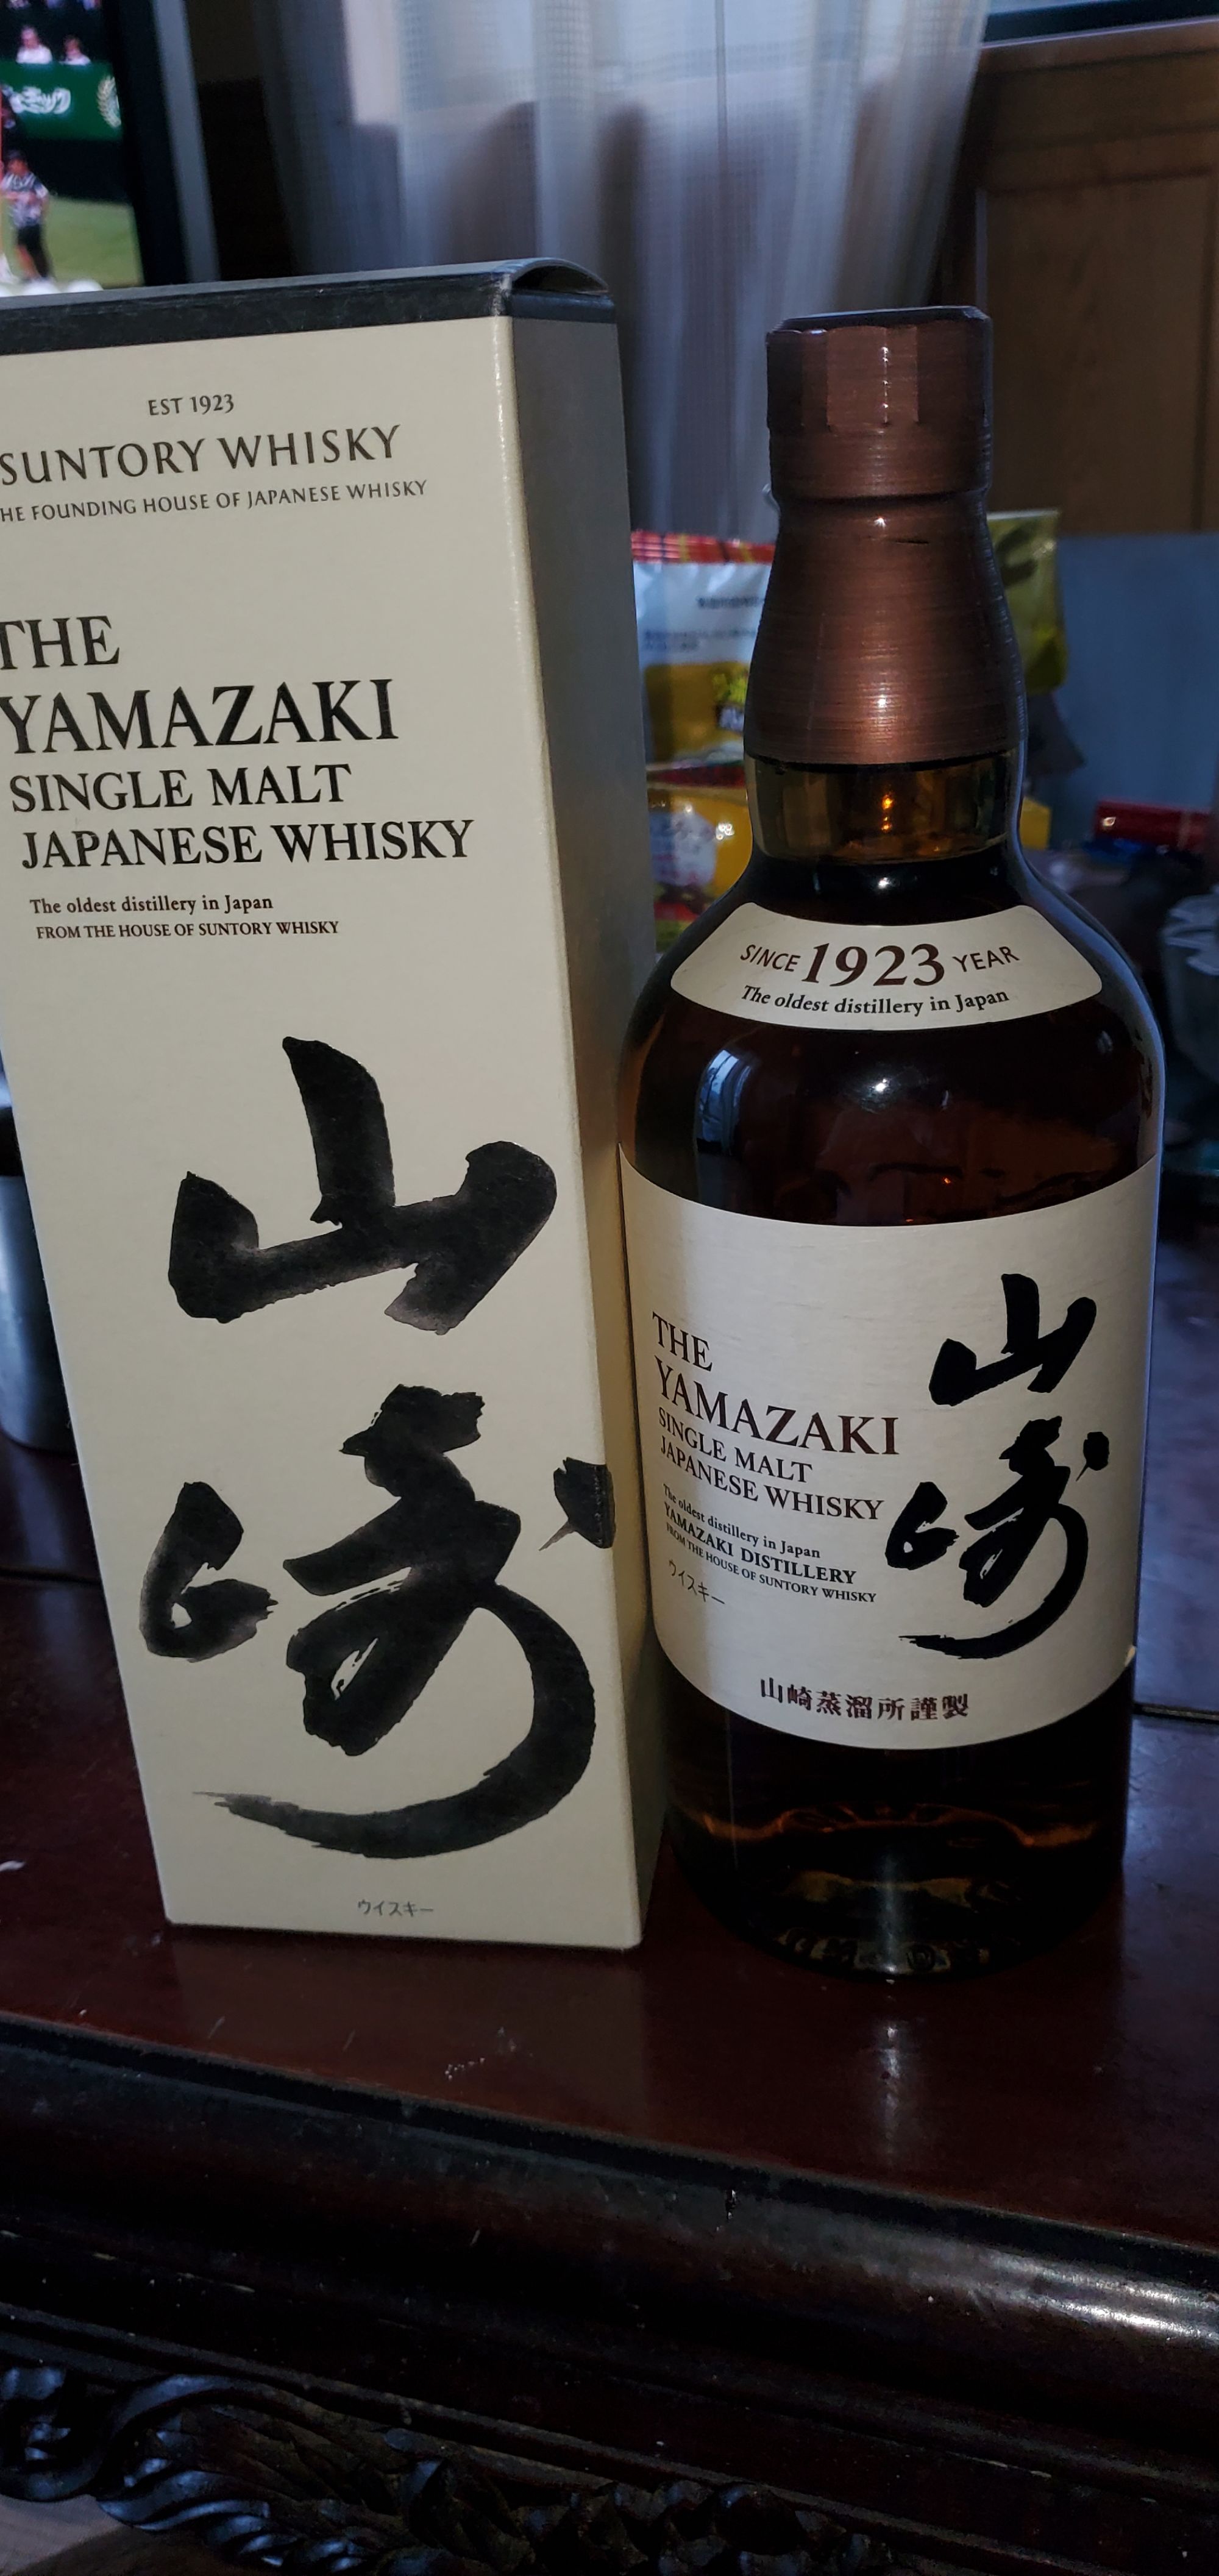 EST 1923
SUNTORY WHISKY
HE FOUNDING HOUSE OF JAPANESE WHISKY
THE
YAMAZAKI
SINGLE MALT
JAPANESE WHISKY
The oldest distillery in Japan
FROM THE HOUSE OF SUNTORY WHISKY
山
崎
ウイスキー
SINCE 1923 YEAR
The oldest distillery in Japan
THE
YAMAZAKI
SINGLE MALT
JAPANESE WHISKY
The oldest distillery in Japan
YAMAZAKI DISTILLERY
FROM THE HOUSE OF SUNTORY WHISKY
ウイスキー
山
崎
山崎蒸溜所謹製